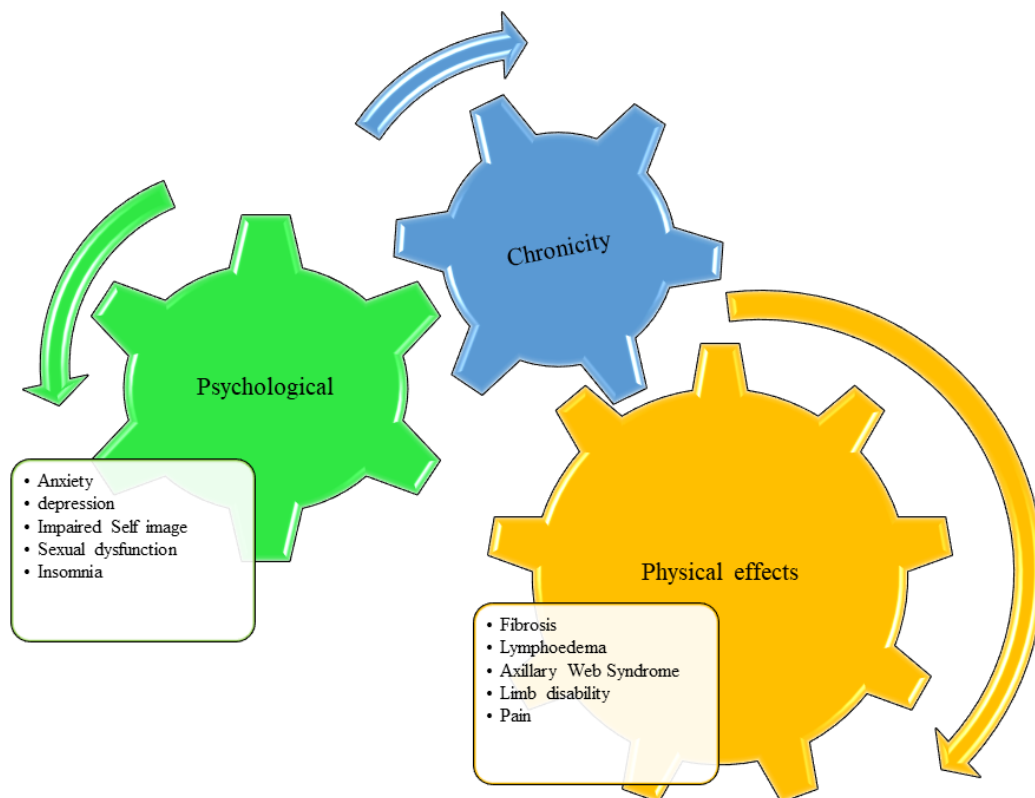 Chronicity
Psychological
• Anxiety
• depression
• Impaired Self image
• Sexual dysfunction
• Insomnia
Physical effects
• Fibrosis
• Lymphoedema
• Axillary Web Syndrome
• Limb disability
• Pain